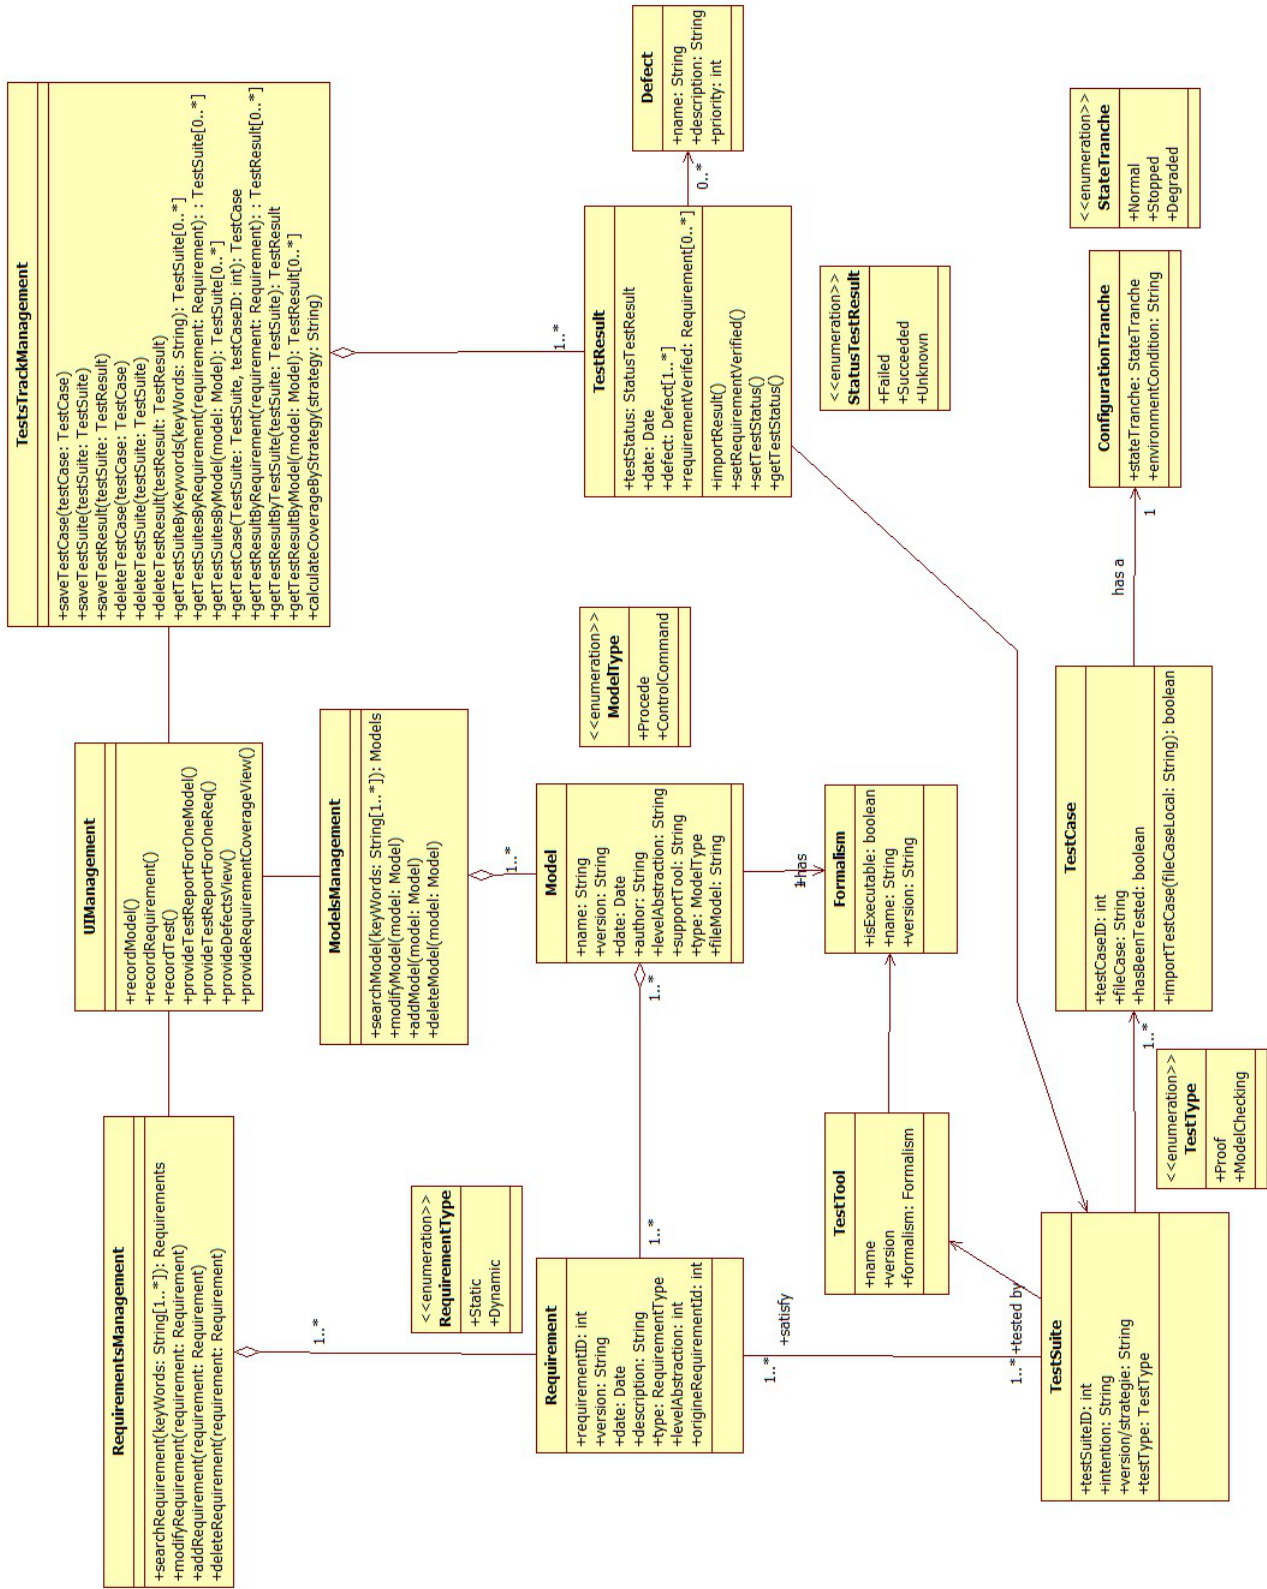 RequirementsManagement
+searchRequirement(keyWords: String[1..*]): Requirements
+modifyRequirement(requirement: Requirement)
+addRequirement(requirement: Requirement)
+deleteRequirement(requirement: Requirement)
UIManagement
+recordModel()
+recordRequirement()
+recordTest()
+provideTestReportForOneModel()
+provideTestReportForOneReq()
+provideDefectsView()
+provideRequirementCoverageView()
TestsTrackManagement
+saveTestCase(testCase: TestCase)
+saveTestSuite(testSuite: TestSuite)
+saveTestResult(testSuite: TestResult)
+deleteTestCase(testCase: TestCase)
+deleteTestSuite(testSuite: TestSuite)
+deleteTestResult(testResult: TestResult)
+getTestSuiteByKeywords(keyWords: String): TestSuite[0..*]
+getTestSuitesByRequirement(requirement: Requirement): : TestSuite[0..*]
+getTestSuitesByModel(model: Model): TestSuite[0..*]
+getTestCase(TestSuite: TestSuite, testCaseID: int): TestCase
+getTestResultByRequirement(requirement: Requirement): : TestResult[0..*]
+getTestResultByTestSuite(testSuite: TestSuite): TestResult
+getTestResultByModel(model: Model): TestResult[0..*]
+calculateCoverageByStrategy(strategy: String)
ModelsManagement
+searchModel(keyWords: String[1..*]): Models
+modifyModel(model: Model)
+addModel(model: Model)
+deleteModel(model: Model)
1..*
1..*
1..*
<<enumeration>>
RequirementType
+Static
+Dynamic
<<enumeration>>
ModelType
+Procede
+ControlCommand
Requirement
+requirementID: int
+version: String
+date: Date
+description: String
+type: RequirementType
+levelAbstraction: int
+origineRequirementId: int
1..*
1..*
Model
+name: String
+version: String
+date: Date
+author: String
+levelAbstraction: String
+supportTool: String
+type: ModelType
+fileModel: String
TestResult
+testStatus: StatusTestResult
+date: Date
+defect: Defect[1..*]
+requirementVerifed: Requirement[0..*]
+importResult()
+setRequirementVerified()
+setTestStatus()
+getTestStatus()
0..*
Defect
+name: String
+description: String
+priority: int
1..*
+satisfy
+has
1
TestTool
+name
+version
+formalism: Formalism
Formalism
+isExecutable: boolean
+name: String
+version: String
<<enumeration>>
StatusTestResult
+Failed
+Succeeded
+Unknown
1..*
+tested by
TestSuite
+testSuiteID: int
+intention: String
+version/strategie: String
+testType: TestType
1..*
TestCase
+testCaseID: int
+fileCase: String
+hasBeenTested: boolean
+importTestCase(fileCaseLocal: String): boolean
has a
1
ConfigurationTranche
+stateTranche: StateTranche
+environmentCondition: String
<<enumeration>>
StateTranche
+Normal
+Stopped
+Degraded
<<enumeration>>
TestType
+Proof
+ModelChecking